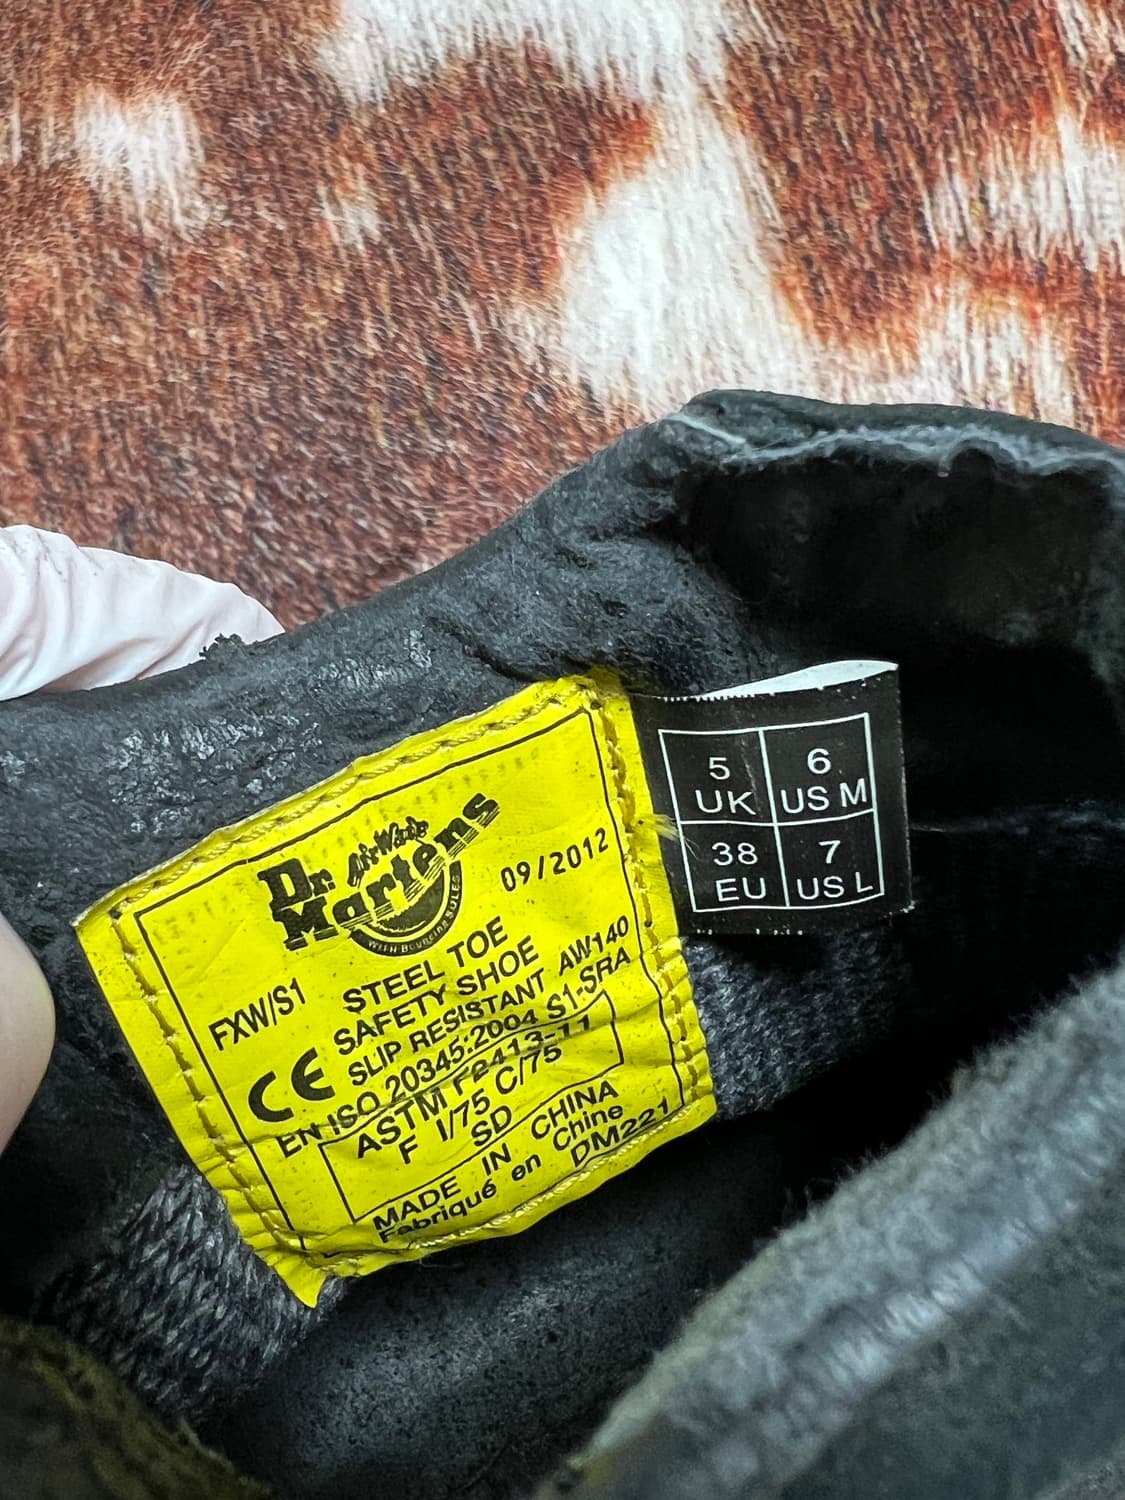 Dr. AirWair
Martens
WITH BOUNCING SOLES
09/2012
FXW/S1
STEEL TOE
SAFETY SHOE
SLIP RESISTANT AW140
CE
EN ISO 20345:2004 S1-SRA
ASTM F2413-11
F I/75 C/75
SD
MADE IN CHINA
Fabriqué en Chine
DM221
5 6
UK US M
38 7
EU US L